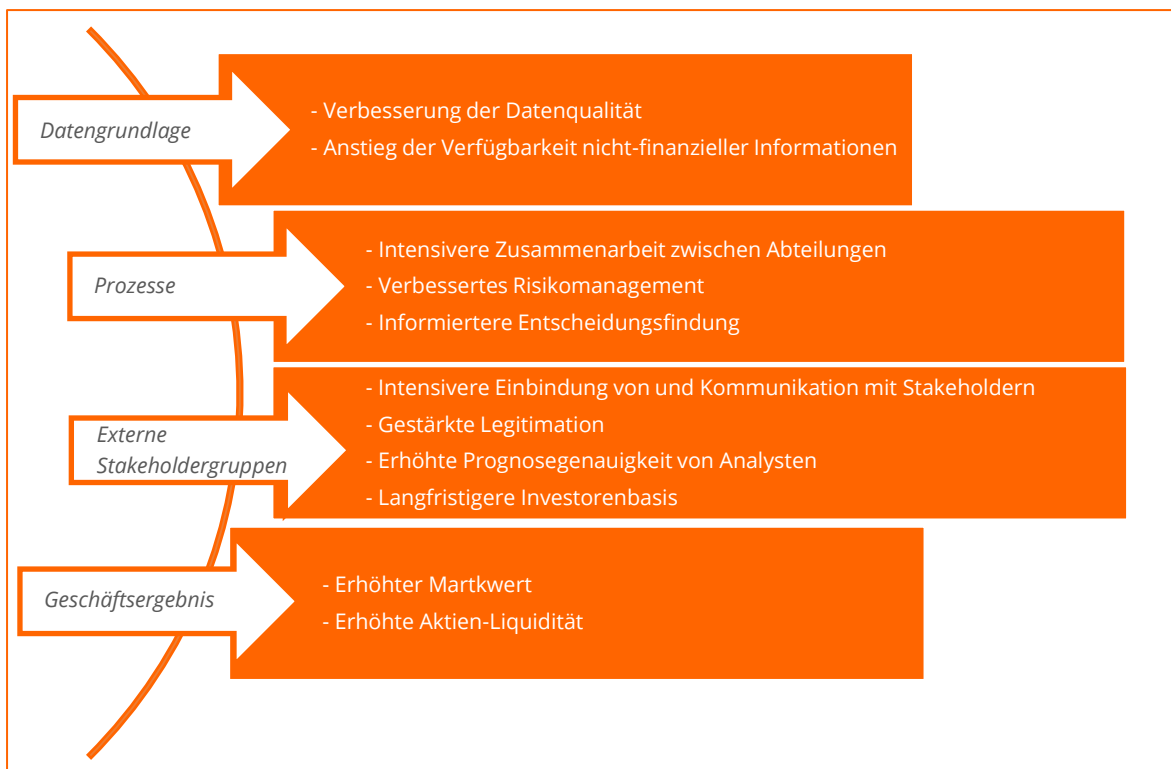 Datengrundlage
- Verbesserung der Datenqualität
- Anstieg der Verfügbarkeit nicht-finanzieller Informationen
Prozesse
- Intensivere Zusammenarbeit zwischen Abteilungen
- Verbessertes Risikomanagement
- Informiertere Entscheidungsfindung
Externe
Stakeholdergruppen
- Intensivere Einbindung von und Kommunikation mit Stakeholdern
- Gestärkte Legitimation
- Erhöhte Prognosegenauigkeit von Analysten
- Langfristigere Investorenbasis
Geschäftsergebnis
- Erhöhter Martkwert
- Erhöhte Aktien-Liquidität